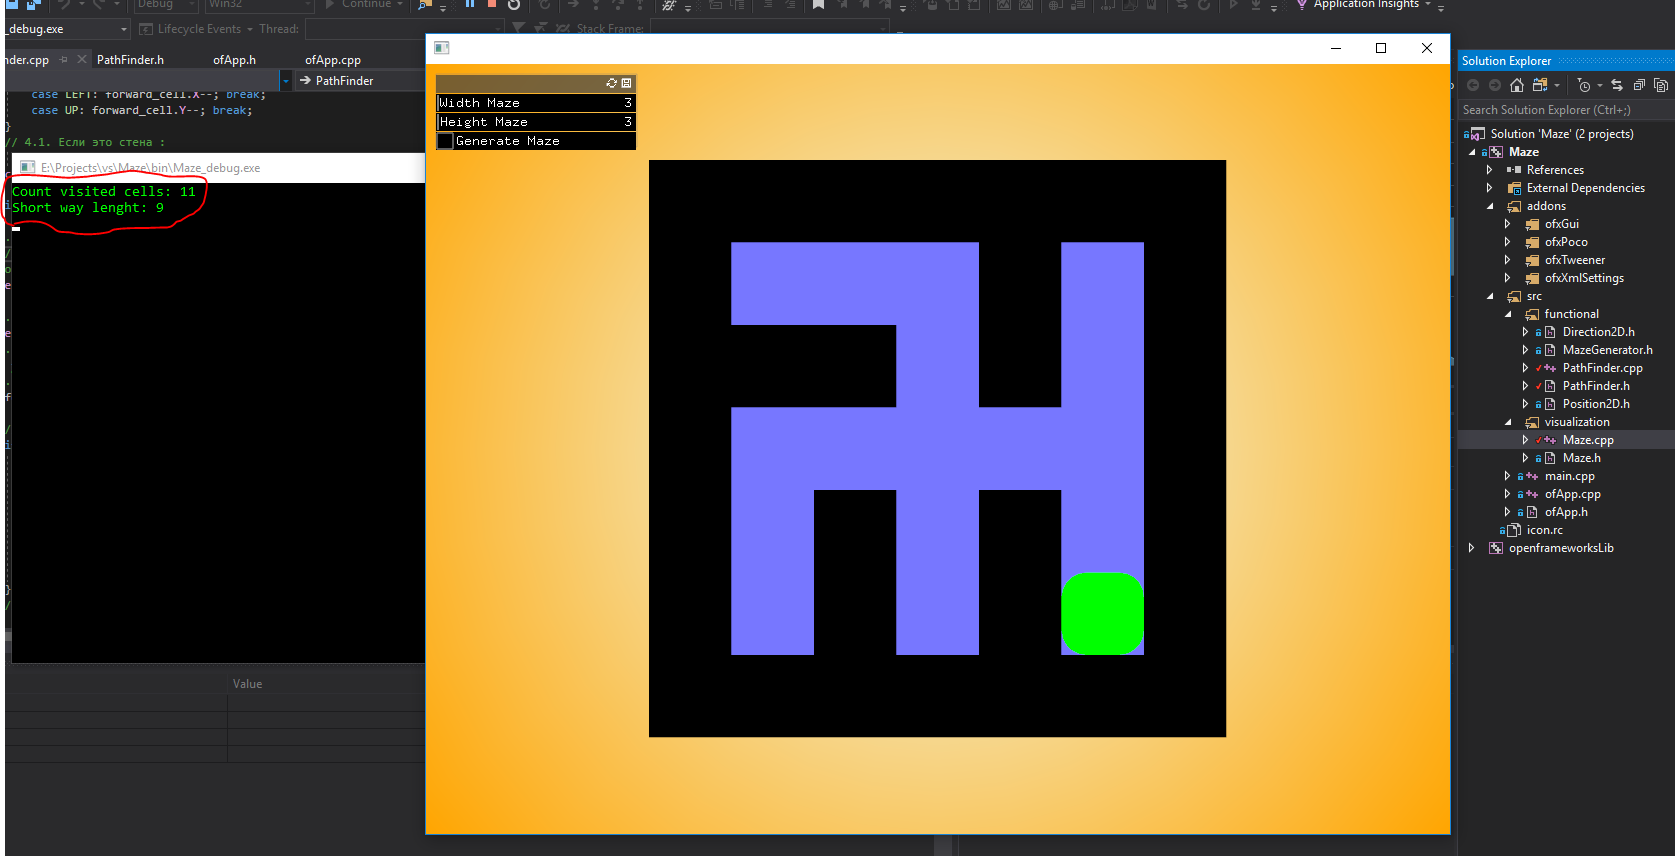 Debug
Win32
Continue
Application Insights
_debug.exe
Lifecycle Events
Thread:
Stack Frame:
nder.cpp
PathFinder.h
ofApp.h
ofApp.cpp
PathFinder
case LEFT: forward_cell.X--; break;
case UP: forward_cell.Y--; break;
}
// 4.1. Если это стена :
E:\Projects\vs\Maze\bin\Maze_debug.exe
Count visited cells: 11
Short way lenght: 9
Value
Width Maze 3
Height Maze 3
Generate Maze
Solution Explorer
Search Solution Explorer (Ctrl+;)
Solution 'Maze' (2 projects)
Maze
References
External Dependencies
addons
ofxGui
ofxPoco
ofxTweener
ofxXmlSettings
src
functional
Direction2D.h
MazeGenerator.h
PathFinder.cpp
PathFinder.h
Position2D.h
visualization
Maze.cpp
Maze.h
main.cpp
ofApp.cpp
ofApp.h
icon.rc
openframeworksLib